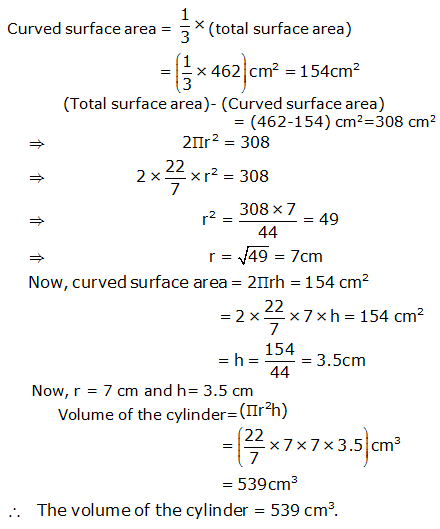 Curved surface area = 1/3 × (total surface area)
= (1/3 × 462) cm² = 154cm²
(Total surface area)- (Curved surface area)
= (462-154) cm²=308 cm²
⇒ 2Πr² = 308
⇒ 2 × 22/7 × r² = 308
⇒ r² = 308 × 7/44 = 49
⇒ r = √49 = 7cm
Now, curved surface area = 2Πrh = 154 cm²
= 2 × 22/7 × 7 × h = 154 cm²
= h = 154/44 = 3.5cm
Now, r = 7 cm and h= 3.5 cm
Volume of the cylinder= (Πr²h)
= (22/7 × 7 × 7 × 3.5) cm³
= 539cm³
∴ The volume of the cylinder = 539 cm³.